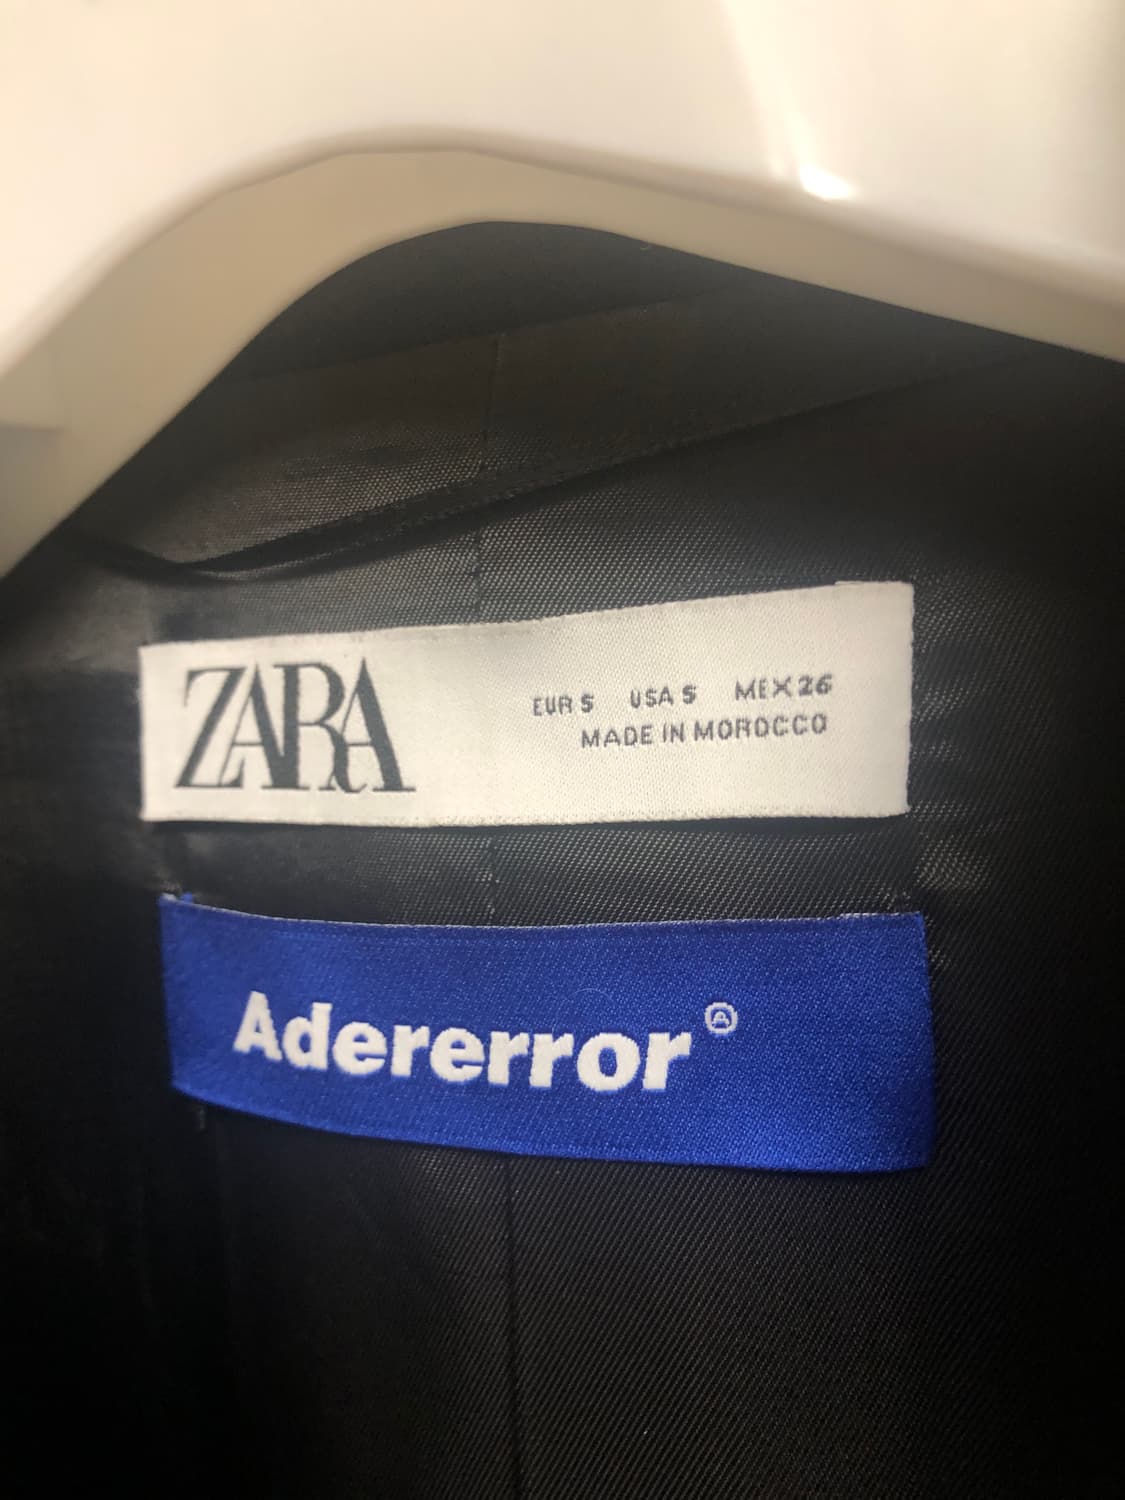 ZARA
EUR S USA S MEX 26
MADE IN MOROCCO
Adererror Ⓐ